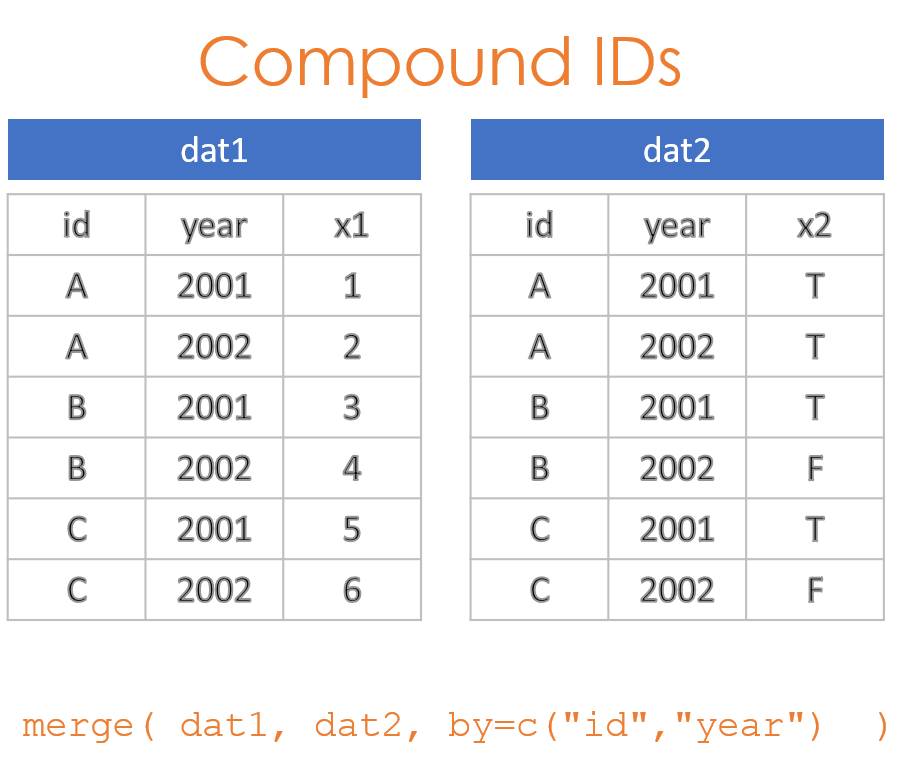 Compound IDs
dat1 dat2
id year x1 id year x2
A 2001 1 A 2001 T
A 2002 2 A 2002 T
B 2001 3 B 2001 T
B 2002 4 B 2002 F
C 2001 5 C 2001 T
C 2002 6 C 2002 F
merge( dat1, dat2, by=c("id","year")  )